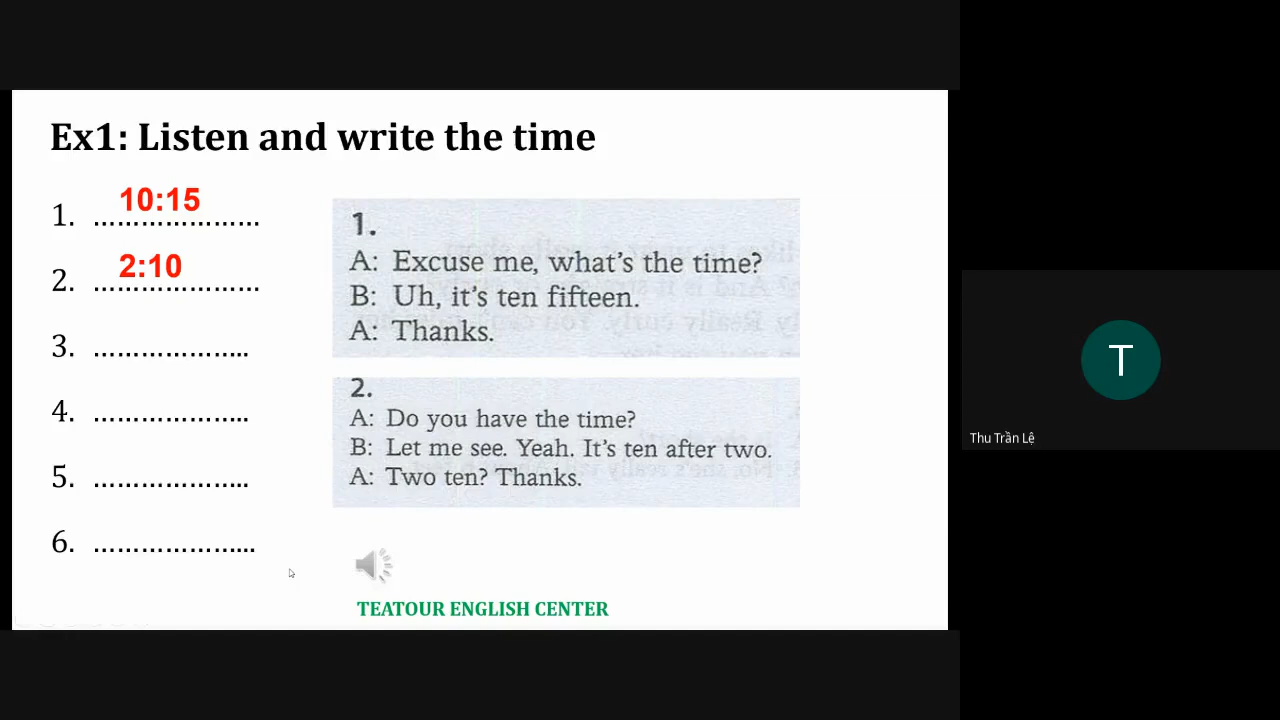 Ex1: Listen and write the time
1. 10:15 …………………
2. 2:10 …………………
3. ………………..
4. ………………..
5. ………………..
6. ………………...
1.
A: Excuse me, what's the time?
B: Uh, it's ten fifteen.
A: Thanks.
2.
A: Do you have the time?
B: Let me see. Yeah. It's ten after two.
A: Two ten? Thanks.
TEATOUR ENGLISH CENTER
T
Thu Trần Lệ